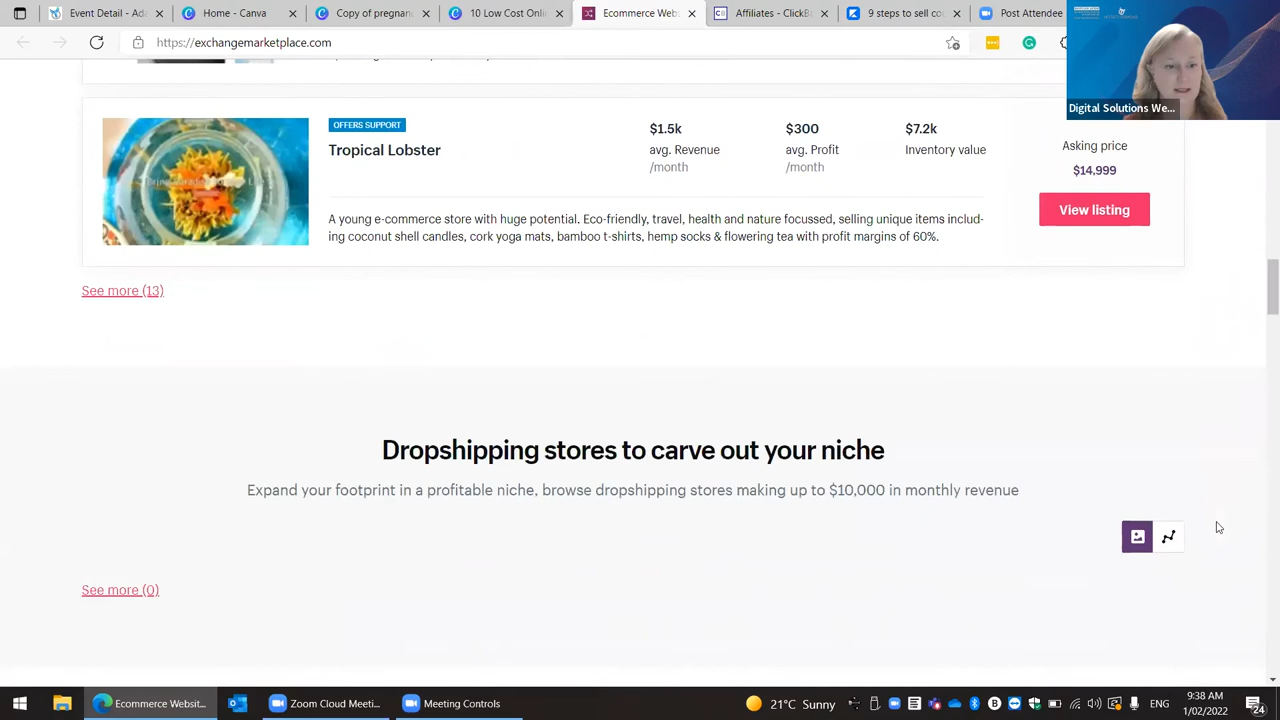 Event Detail - Ad
Home - Canva
Copy of normanr
10 Low Cost Onli
Ecommerce Webs
Affiliates - Clic
9 stores to sell co
Attendee
https://exchangemarketplace.com
Digital Solutions We...
OFFERS SUPPORT
Tropical Lobster
$1.5k
avg. Revenue
/month
$300
avg. Profit
/month
$7.2k
Inventory value
Asking price
$14,999
View listing
A young e-commerce store with huge potential. Eco-friendly, travel, health and nature focussed, selling unique items includ-
ing coconut shell candles, cork yoga mats, bamboo t-shirts, hemp socks & flowering tea with profit margins of 60%.
See more (13)
Dropshipping stores to carve out your niche
Expand your footprint in a profitable niche, browse dropshipping stores making up to $10,000 in monthly revenue
See more (0)
Ecommerce Websit...
Zoom Cloud Meeti...
Meeting Controls
21°C Sunny
ENG
9:38 AM
1/02/2022
24